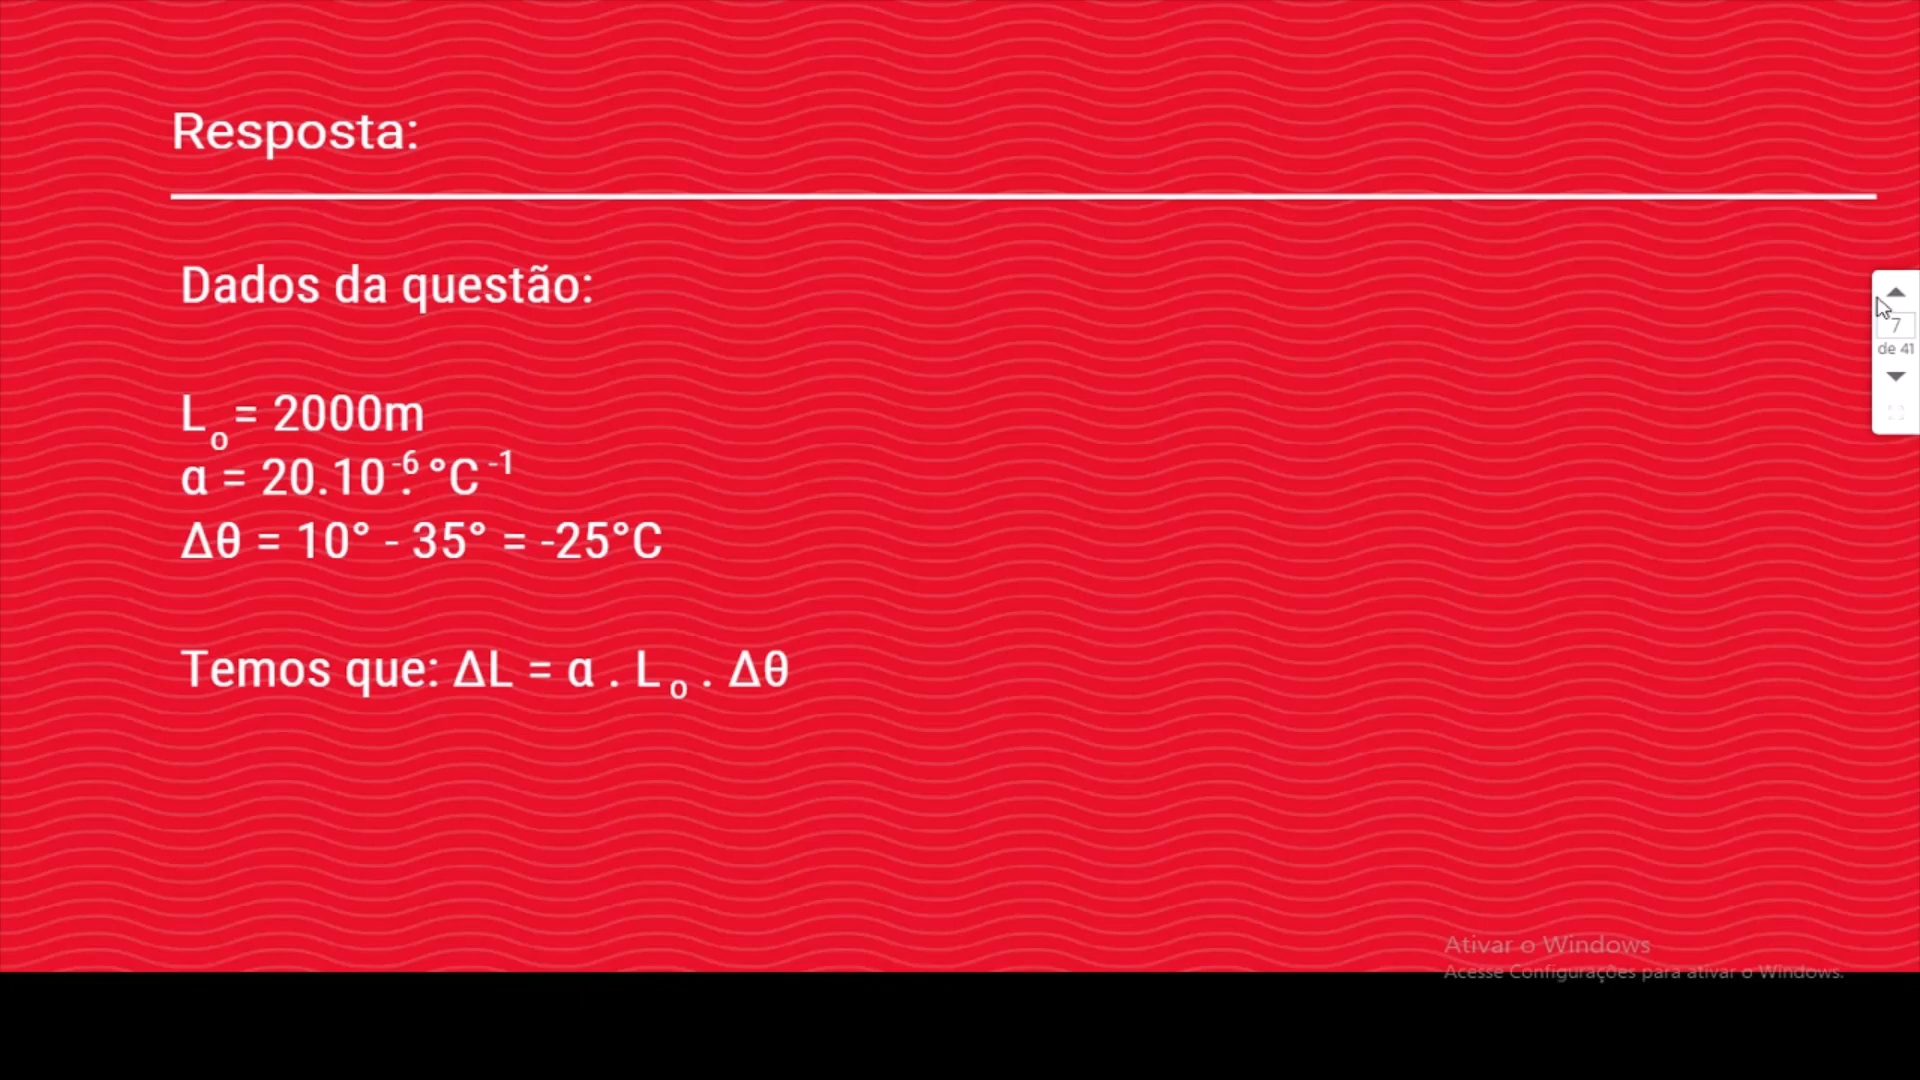 Resposta:
Dados da questão:
Lₒ = 2000m
α = 20.10⁻⁶.°C⁻¹
Δθ = 10° - 35° = -25°C
Temos que: ΔL = α . Lₒ . Δθ
7
de 41
Ativar o Windows
Acesse Configurações para ativar o Windows.